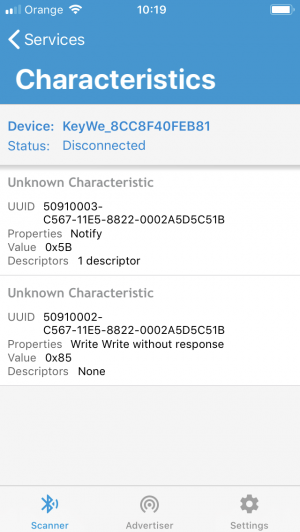 Orange 10:19
Services
Characteristics
Device: KeyWe_8CC8F40FEB81
Status: Disconnected
Unknown Characteristic
UUID 50910003-
C567-11E5-8822-0002A5D5C51B
Properties Notify
Value 0x5B
Descriptors 1 descriptor
Unknown Characteristic
UUID 50910002-
C567-11E5-8822-0002A5D5C51B
Properties Write Write without response
Value 0x85
Descriptors None
Scanner Advertiser Settings